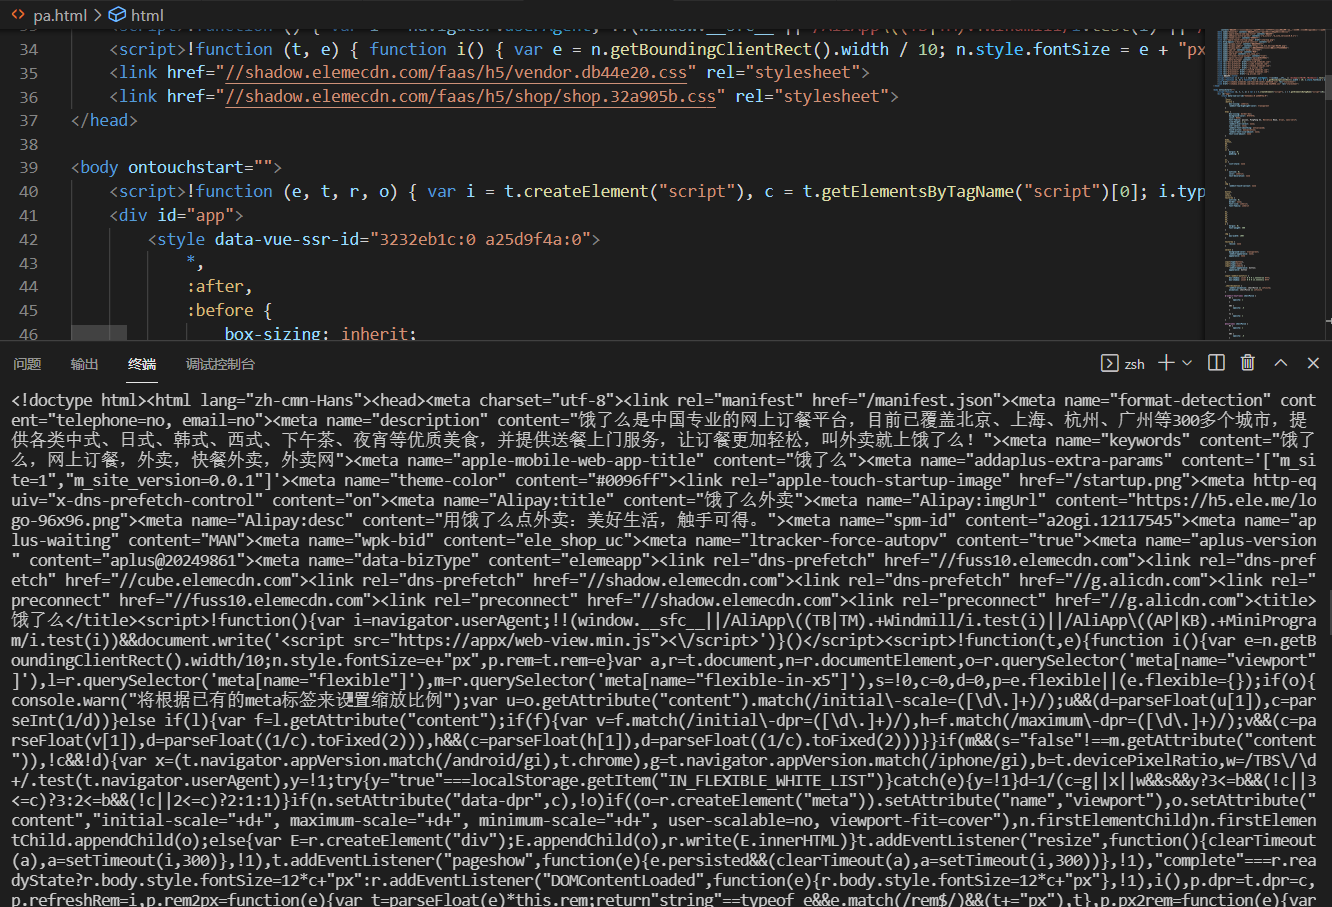 pa.html > html
34 <script>!function (t, e) { function i() { var e = n.getBoundingClientRect().width / 10; n.style.fontSize = e + "px
35 <link href="//shadow.elemecdn.com/faas/h5/vendor.db44e20.css" rel="stylesheet">
36 <link href="//shadow.elemecdn.com/faas/h5/shop/shop.32a905b.css" rel="stylesheet">
37 </head>
38
39 <body ontouchstart="">
40 <script>!function (e, t, r, o) { var i = t.createElement("script"), c = t.getElementsByTagName("script")[0]; i.typ
41 <div id="app">
42 <style data-vue-ssr-id="3232eb1c:0 a25d9f4a:0">
43 *,
44 :after,
45 :before {
46 box-sizing: inherit;
问题 输出 终端 调试控制台 zsh
<!doctype html><html lang="zh-cmn-Hans"><head><meta charset="utf-8"><link rel="manifest" href="/manifest.json"><meta name="format-detection" cont
ent="telephone=no, email=no"><meta name="description" content="饿了么是中国专业的网上订餐平台，目前已覆盖北京、上海、杭州、广州等300多个城市，提
供各类中式、日式、韩式、西式、下午茶、夜宵等优质美食，并提供送餐上门服务，让订餐更加轻松，叫外卖就上饿了么！"><meta name="keywords" content="饿了
么，网上订餐，外卖，快餐外卖，外卖网"><meta name="apple-mobile-web-app-title" content="饿了么"><meta name="addaplus-extra-params" content='["m_si
te=1","m_site_version=0.0.1"]'><meta name="theme-color" content="#0096ff"><link rel="apple-touch-startup-image" href="/startup.png"><meta http-eq
uiv="x-dns-prefetch-control" content="on"><meta name="Alipay:title" content="饿了么外卖"><meta name="Alipay:imgUrl" content="https://h5.ele.me/lo
go-96x96.png"><meta name="Alipay:desc" content="用饿了么点外卖：美好生活，触手可得。"><meta name="spm-id" content="a2ogi.12117545"><meta name="ap
lus-waiting" content="MAN"><meta name="wpk-bid" content="ele_shop_uc"><meta name="ltracker-force-autopv" content="true"><meta name="aplus-version
" content="aplus@20249861"><meta name="data-bizType" content="elemeapp"><link rel="dns-prefetch" href="//fuss10.elemecdn.com"><link rel="dns-pref
etch" href="//cube.elemecdn.com"><link rel="dns-prefetch" href="//shadow.elemecdn.com"><link rel="dns-prefetch" href="//g.alicdn.com"><link rel="
preconnect" href="//fuss10.elemecdn.com"><link rel="preconnect" href="//shadow.elemecdn.com"><link rel="preconnect" href="//g.alicdn.com"><title>
饿了么</title><script>!function(){var i=navigator.userAgent;!!(window.__sfc__||/AliApp\((TB|TM).+Windmill/i.test(i)||/AliApp\((AP|KB).+MiniProgra
m/i.test(i))&&document.write('<script src="https://appx/web-view.min.js"><\/script>')}()</script><script>!function(t,e){function i(){var e=n.getB
oundingClientRect().width/10;n.style.fontSize=e+"px",p.rem=t.rem=e}var a,r=t.document,n=r.documentElement,o=r.querySelector('meta[name="viewport"
]'),l=r.querySelector('meta[name="flexible"]'),m=r.querySelector('meta[name="flexible-in-x5"]'),s=!0,c=0,d=0,p=e.flexible||(e.flexible={});if(o){
console.warn("将根据已有的meta标签来设置缩放比例");var u=o.getAttribute("content").match(/initial\-scale=([\d\.]+)/);u&&(d=parseFloat(u[1]),c=par
seInt(1/d))}else if(l){var f=l.getAttribute("content");if(f){var v=f.match(/initial\-dpr=([\d\.]+)/),h=f.match(/maximum\-dpr=([\d\.]+)/);v&&(c=pa
rseFloat(v[1]),d=parseFloat((1/c).toFixed(2))),h&&(c=parseFloat(h[1]),d=parseFloat((1/c).toFixed(2)))}}if(m&&(s="false"!==m.getAttribute("content
")),!c&&!d){var x=(t.navigator.appVersion.match(/android/gi),t.chrome),g=t.navigator.appVersion.match(/iphone/gi),b=t.devicePixelRatio,w=/TBS\/\d
+/.test(t.navigator.userAgent),y=!1;try{y="true"===localStorage.getItem("IN_FLEXIBLE_WHITE_LIST")}catch(e){y=!1}d=1/(c=g||x||w&&s&&y?3<=b&&(!c||3
<=c)?3:2<=b&&(!c||2<=c)?2:1:1)}if(n.setAttribute("data-dpr",c),!o)if((o=r.createElement("meta")).setAttribute("name","viewport"),o.setAttribute("
content","initial-scale="+d+", maximum-scale="+d+", minimum-scale="+d+", user-scalable=no, viewport-fit=cover"),n.firstElementChild)n.firstElemen
tChild.appendChild(o);else{var E=r.createElement("div");E.appendChild(o),r.write(E.innerHTML)}t.addEventListener("resize",function(){clearTimeout
(a),a=setTimeout(i,300)},!1),t.addEventListener("pageshow",function(e){e.persisted&&(clearTimeout(a),a=setTimeout(i,300))},!1),"complete"===r.rea
dyState?r.body.style.fontSize=12*c+"px":r.addEventListener("DOMContentLoaded",function(e){r.body.style.fontSize=12*c+"px"},!1),i(),p.dpr=t.dpr=c,
p.refreshRem=i,p.rem2px=function(e){var t=parseFloat(e)*this.rem;return"string"==typeof e&&e.match(/rem$/)&&(t+="px"),t},p.px2rem=function(e){var